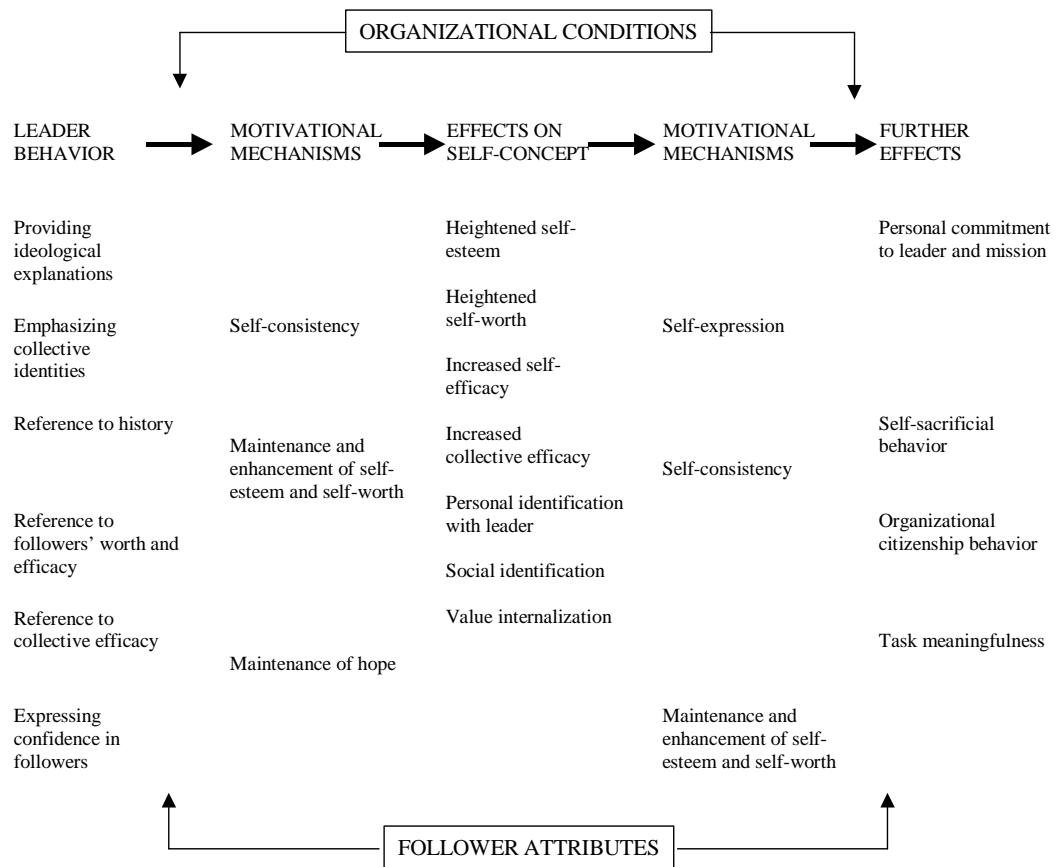 ORGANIZATIONAL CONDITIONS
LEADER
BEHAVIOR
MOTIVATIONAL
MECHANISMS
EFFECTS ON
SELF-CONCEPT
MOTIVATIONAL
MECHANISMS
FURTHER
EFFECTS
Providing
ideological
explanations
Emphasizing
collective
identities
Reference to history
Reference to
followers’ worth and
efficacy
Reference to
collective efficacy
Expressing
confidence in
followers
Self-consistency
Maintenance and
enhancement of self-
esteem and self-worth
Maintenance of hope
Heightened self-
esteem
Heightened
self-worth
Increased self-
efficacy
Increased
collective efficacy
Personal identification
with leader
Social identification
Value internalization
Self-expression
Self-consistency
Maintenance and
enhancement of self-
esteem and self-worth
Personal commitment
to leader and mission
Self-sacrificial
behavior
Organizational
citizenship behavior
Task meaningfulness
FOLLOWER ATTRIBUTES